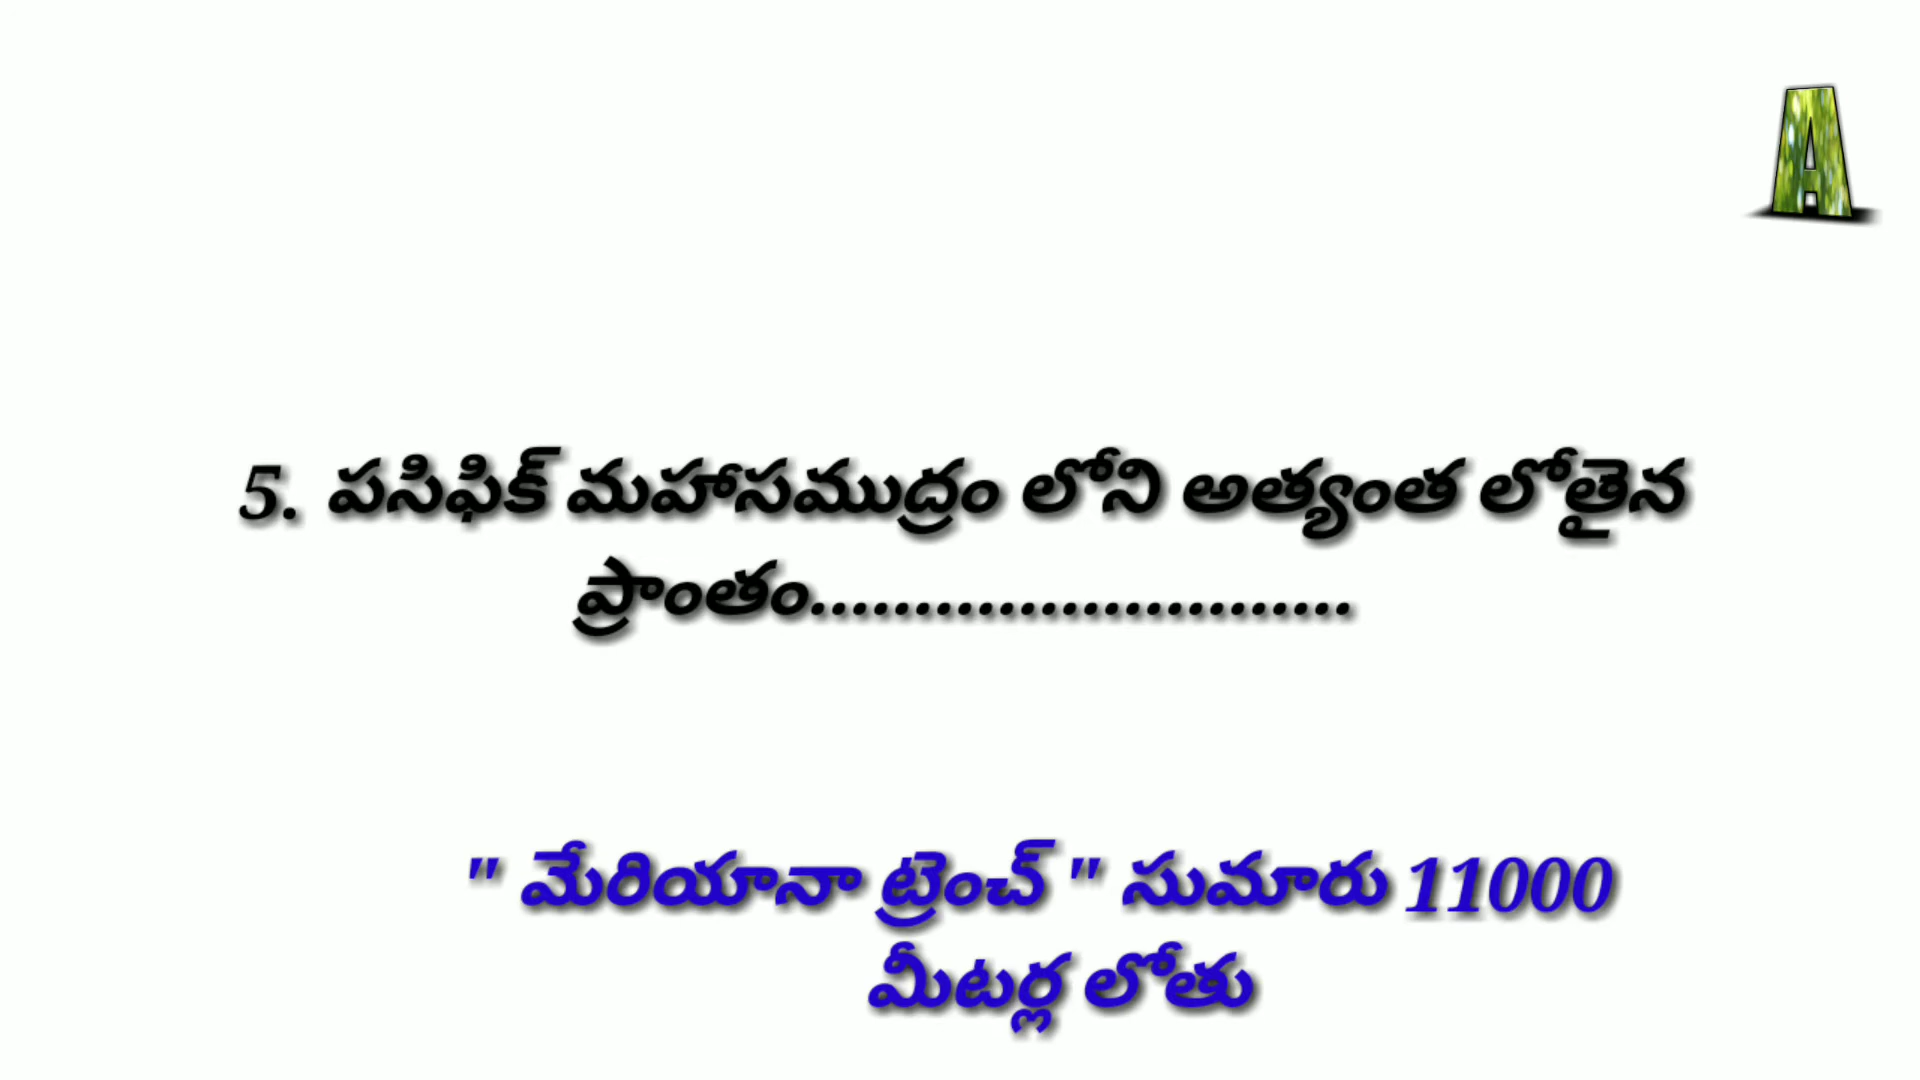 A
5. పసిఫిక్ మహాసముద్రం లోని అత్యంత లోతైన
ప్రాంతం..........................
" మేరియానా ట్రెంచ్ " సుమారు 11000
మీటర్ల లోతు